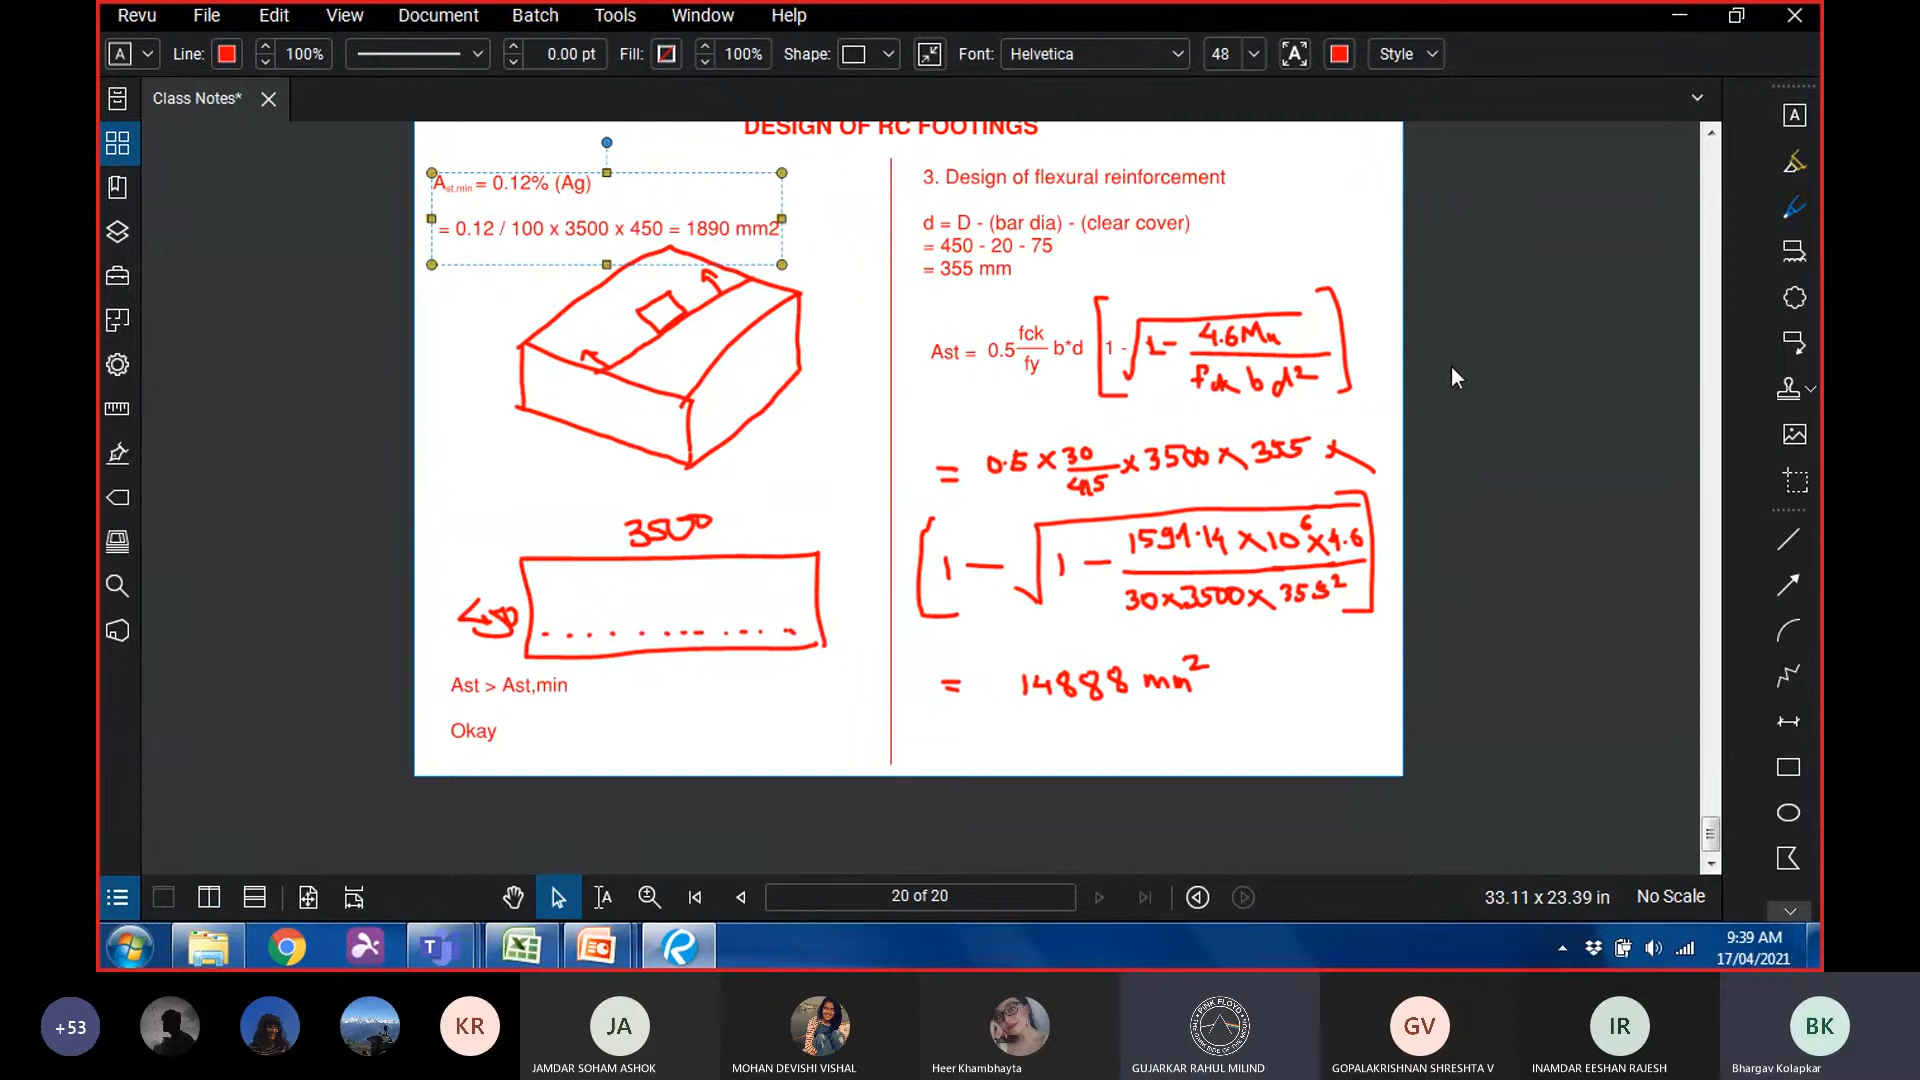 Revu File Edit View Document Batch Tools Window Help
A Line: 100% 0.00 pt Fill: 100% Shape: Font: Helvetica 48 A Style
Class Notes*
DESIGN OF RC FOOTINGS
Ast,min = 0.12% (Ag)
= 0.12 / 100 x 3500 x 450 = 1890 mm2
3500
450
Ast > Ast,min
Okay
3. Design of flexural reinforcement
d = D - (bar dia) - (clear cover)
= 450 - 20 - 75
= 355 mm
Ast = 0.5 fck/fy b*d [1 - √1 - 4.6Mu/fck b d²]
= 0.5 × 30/415 × 3500 × 355 ×
[1 - √1 - 1591.14 × 10⁶ × 4.6/30×3500×355²]
= 14888 mm²
20 of 20
33.11 x 23.39 in No Scale
9:39 AM
17/04/2021
+53
KR
JA
GV
IR
BK
JAMDAR SOHAM ASHOK
MOHAN DEVISHI VISHAL
Heer Khambhayta
GUJARKAR RAHUL MILIND
GOPALAKRISHNAN SHRESHTA V
INAMDAR EESHAN RAJESH
Bhargav Kolapkar